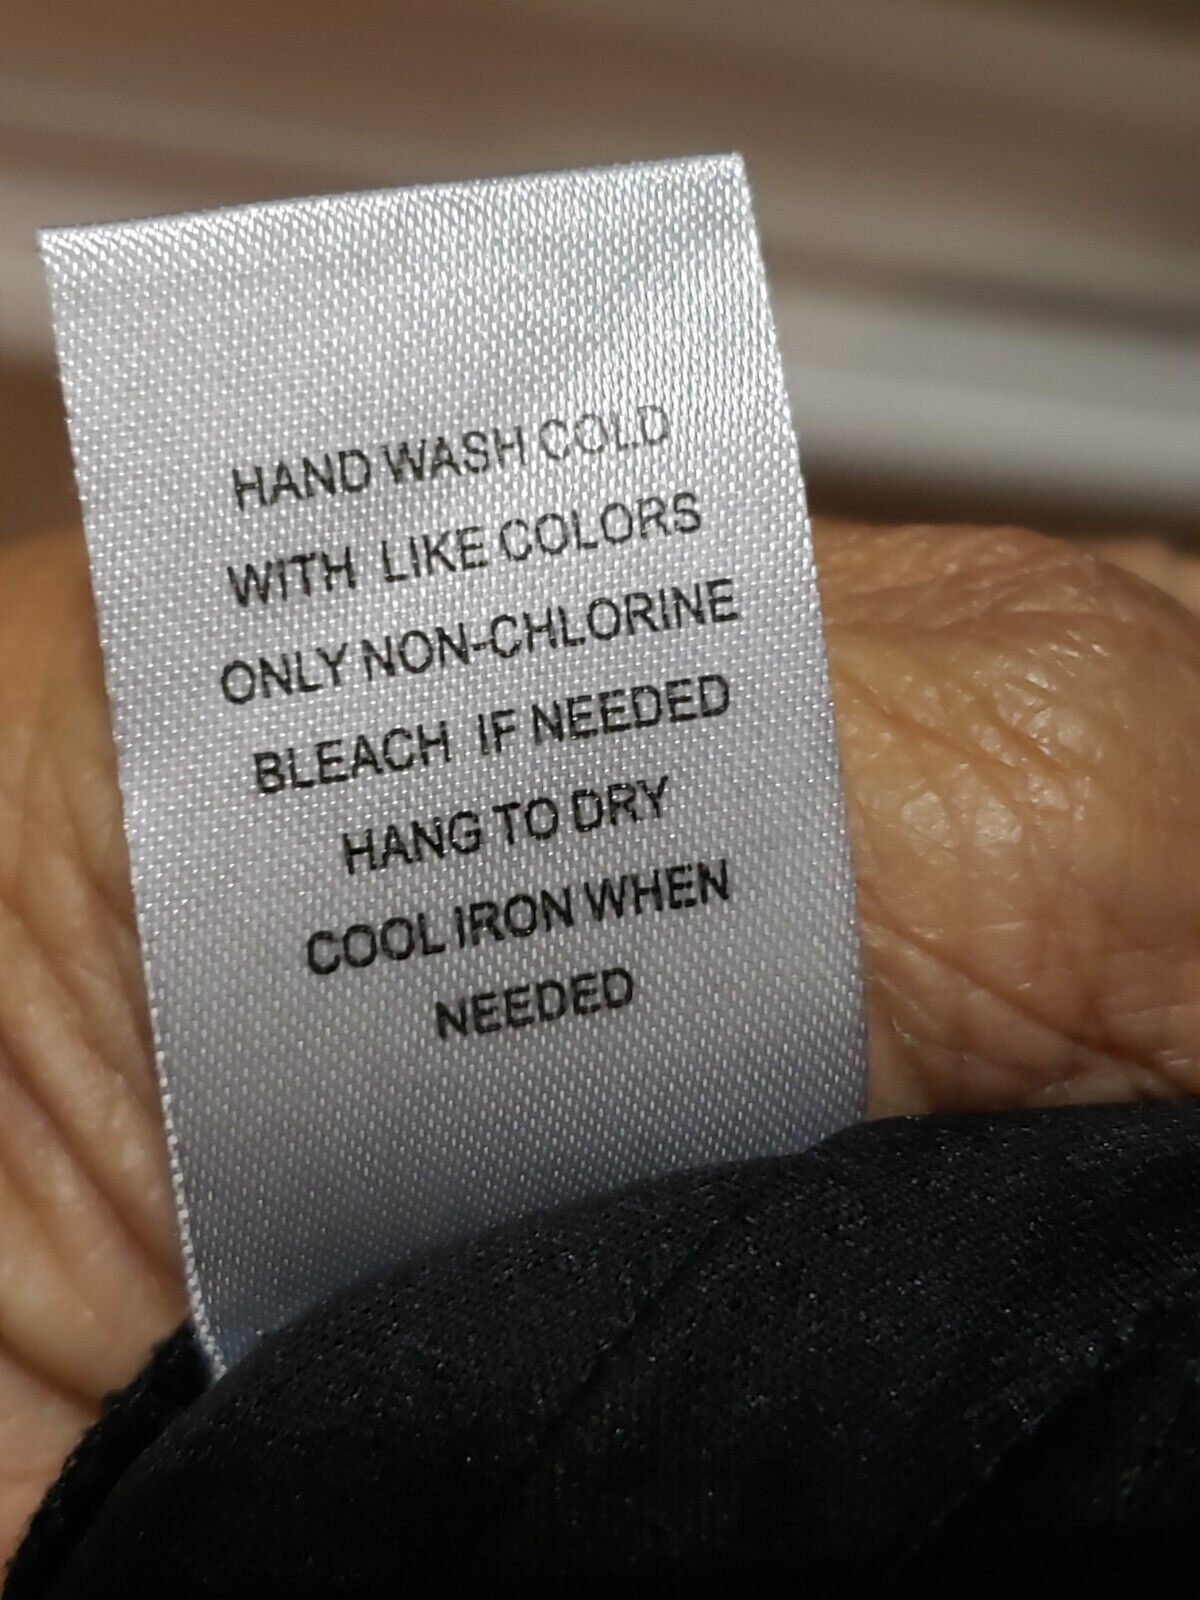 HAND WASH COLD
WITH LIKE COLORS
ONLY NON-CHLORINE
BLEACH IF NEEDED
HANG TO DRY
COOL IRON WHEN
NEEDED